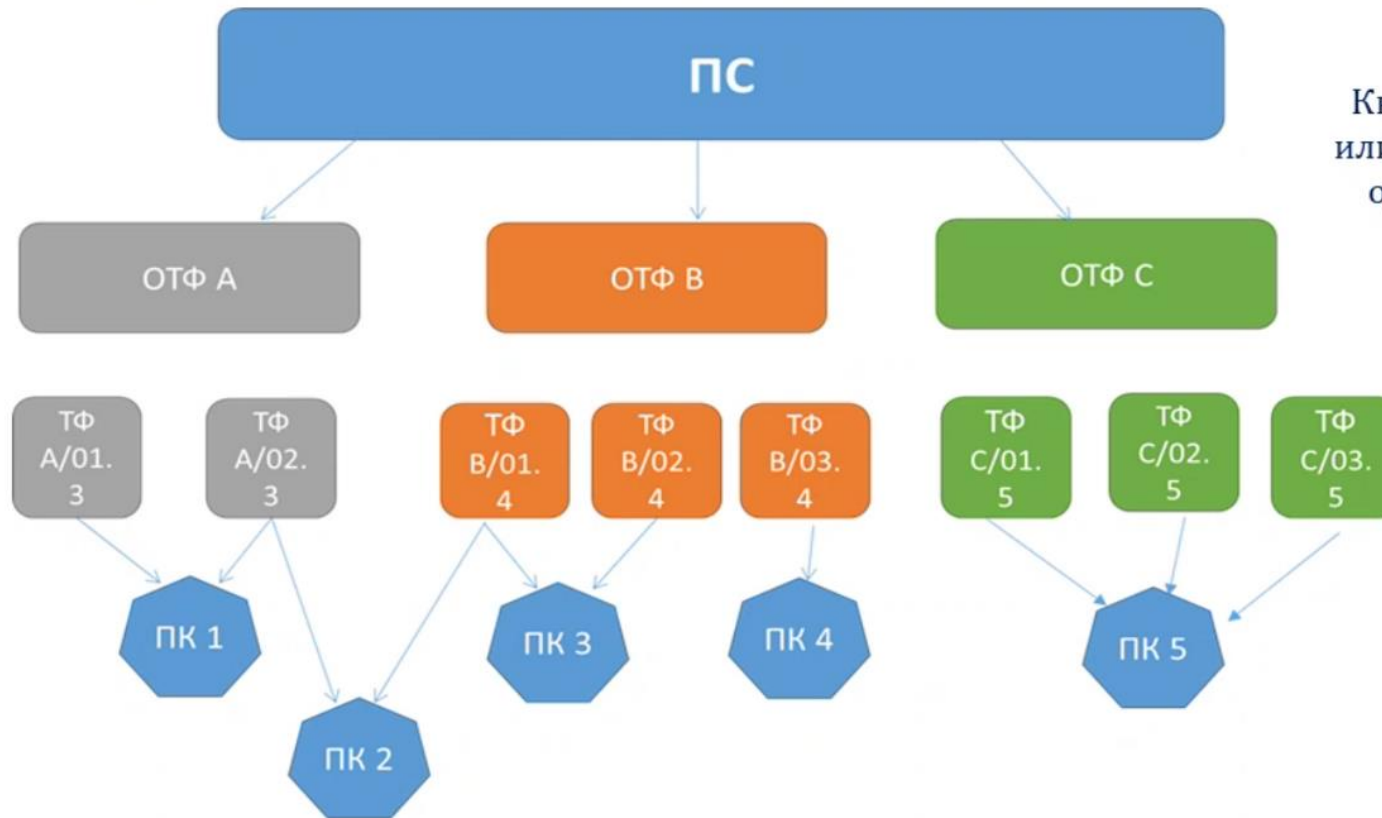 ПС
ОТФ А
ОТФ В
ОТФ С
ТФ
А/01.
3
ТФ
А/02.
3
ТФ
В/01.
4
ТФ
В/02.
4
ТФ
В/03.
4
ТФ
С/01.
5
ТФ
С/02.
5
ТФ
С/03.
5
ПК 1
ПК 2
ПК 3
ПК 4
ПК 5